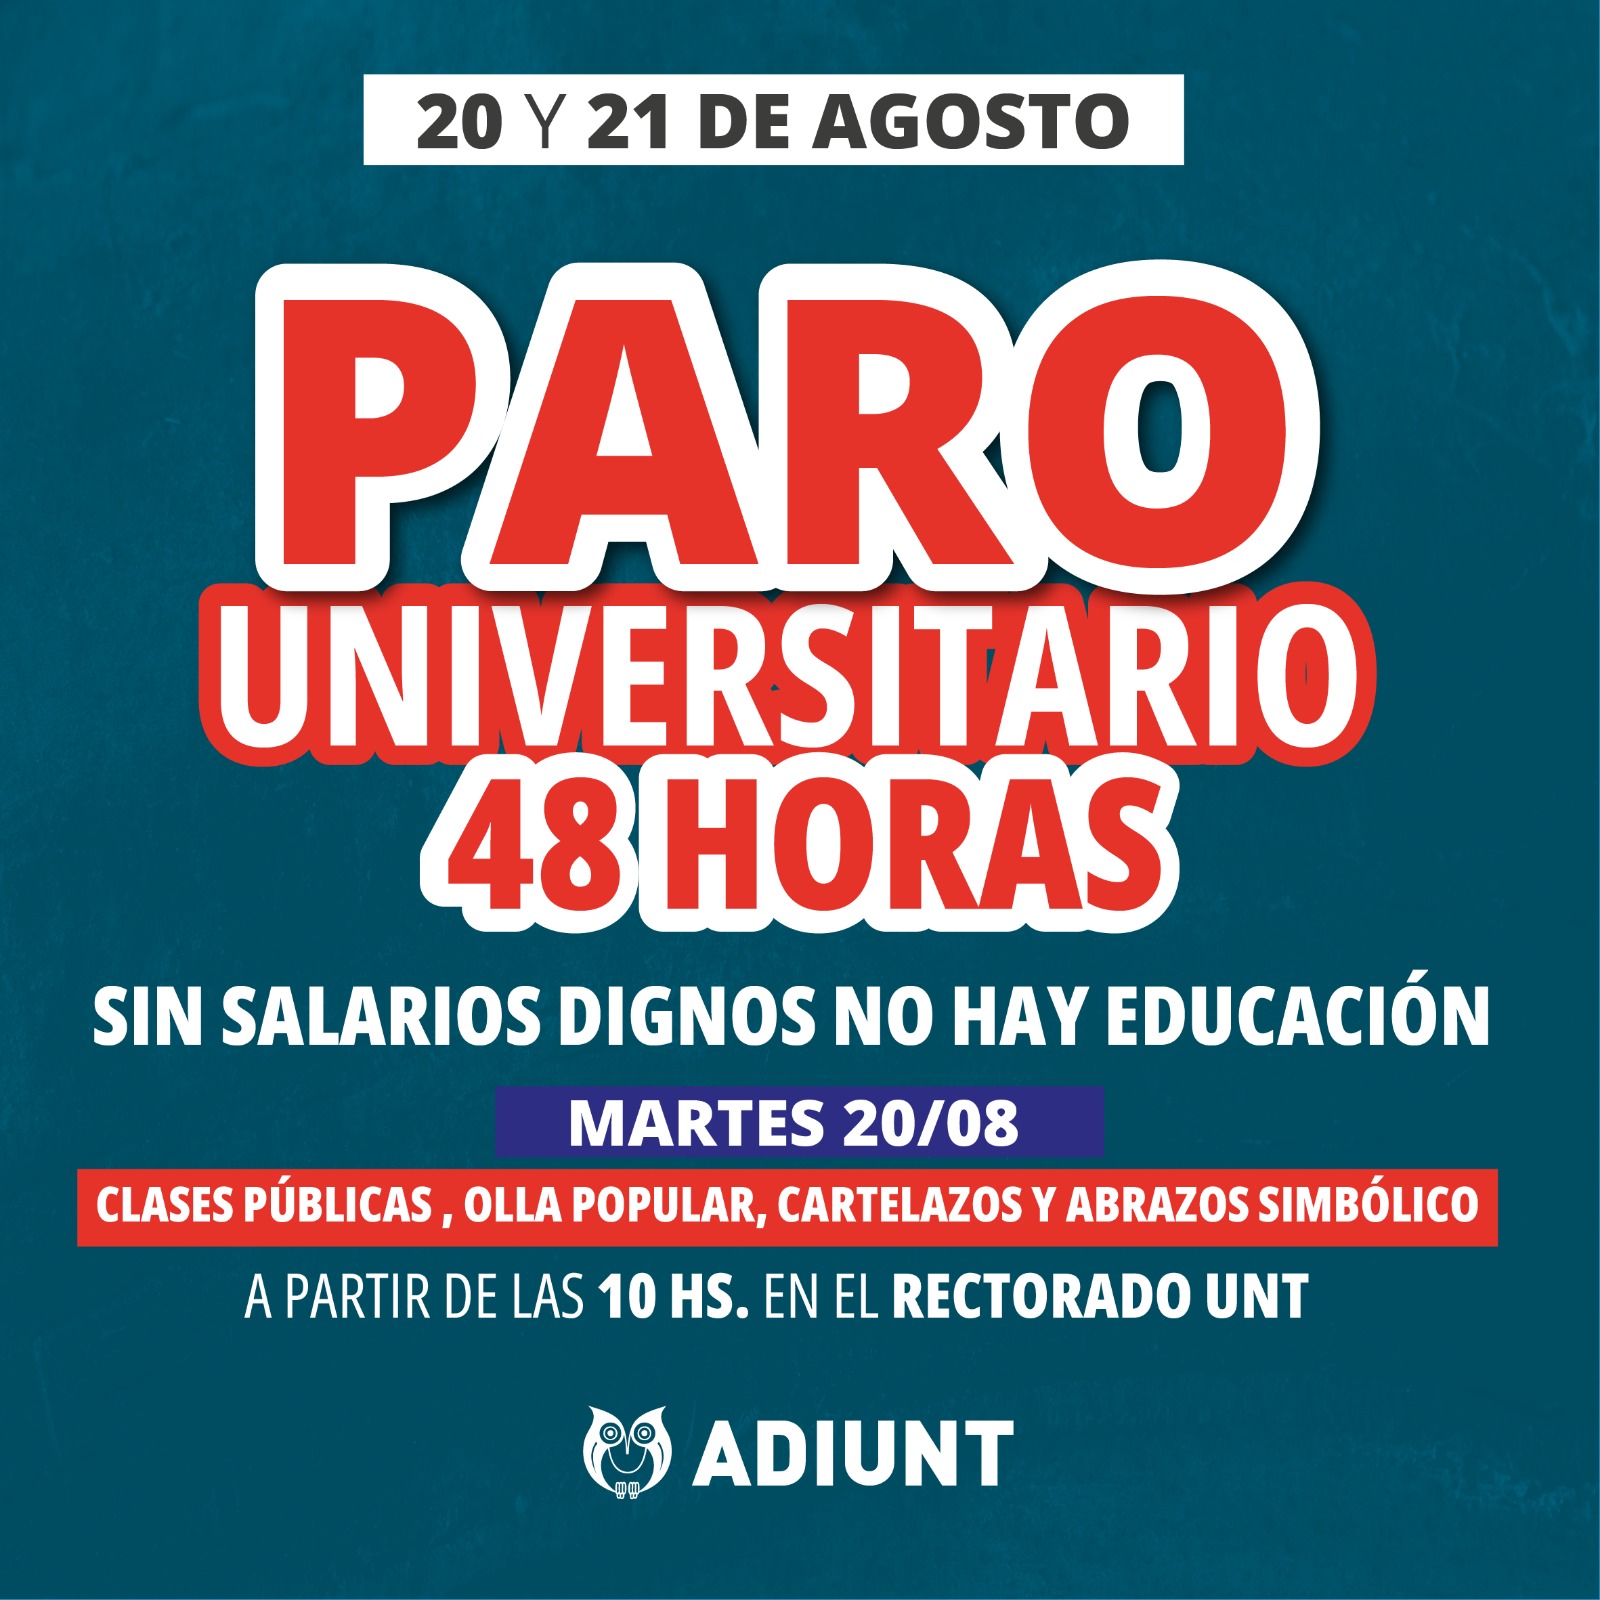 20 Y 21 DE AGOSTO
PARO
UNIVERSITARIO
48 HORAS
SIN SALARIOS DIGNOS NO HAY EDUCACIÓN
MARTES 20/08
CLASES PÚBLICAS , OLLA POPULAR, CARTELAZOS Y ABRAZOS SIMBÓLICO
A PARTIR DE LAS 10 HS. EN EL RECTORADO UNT
ADIUNT